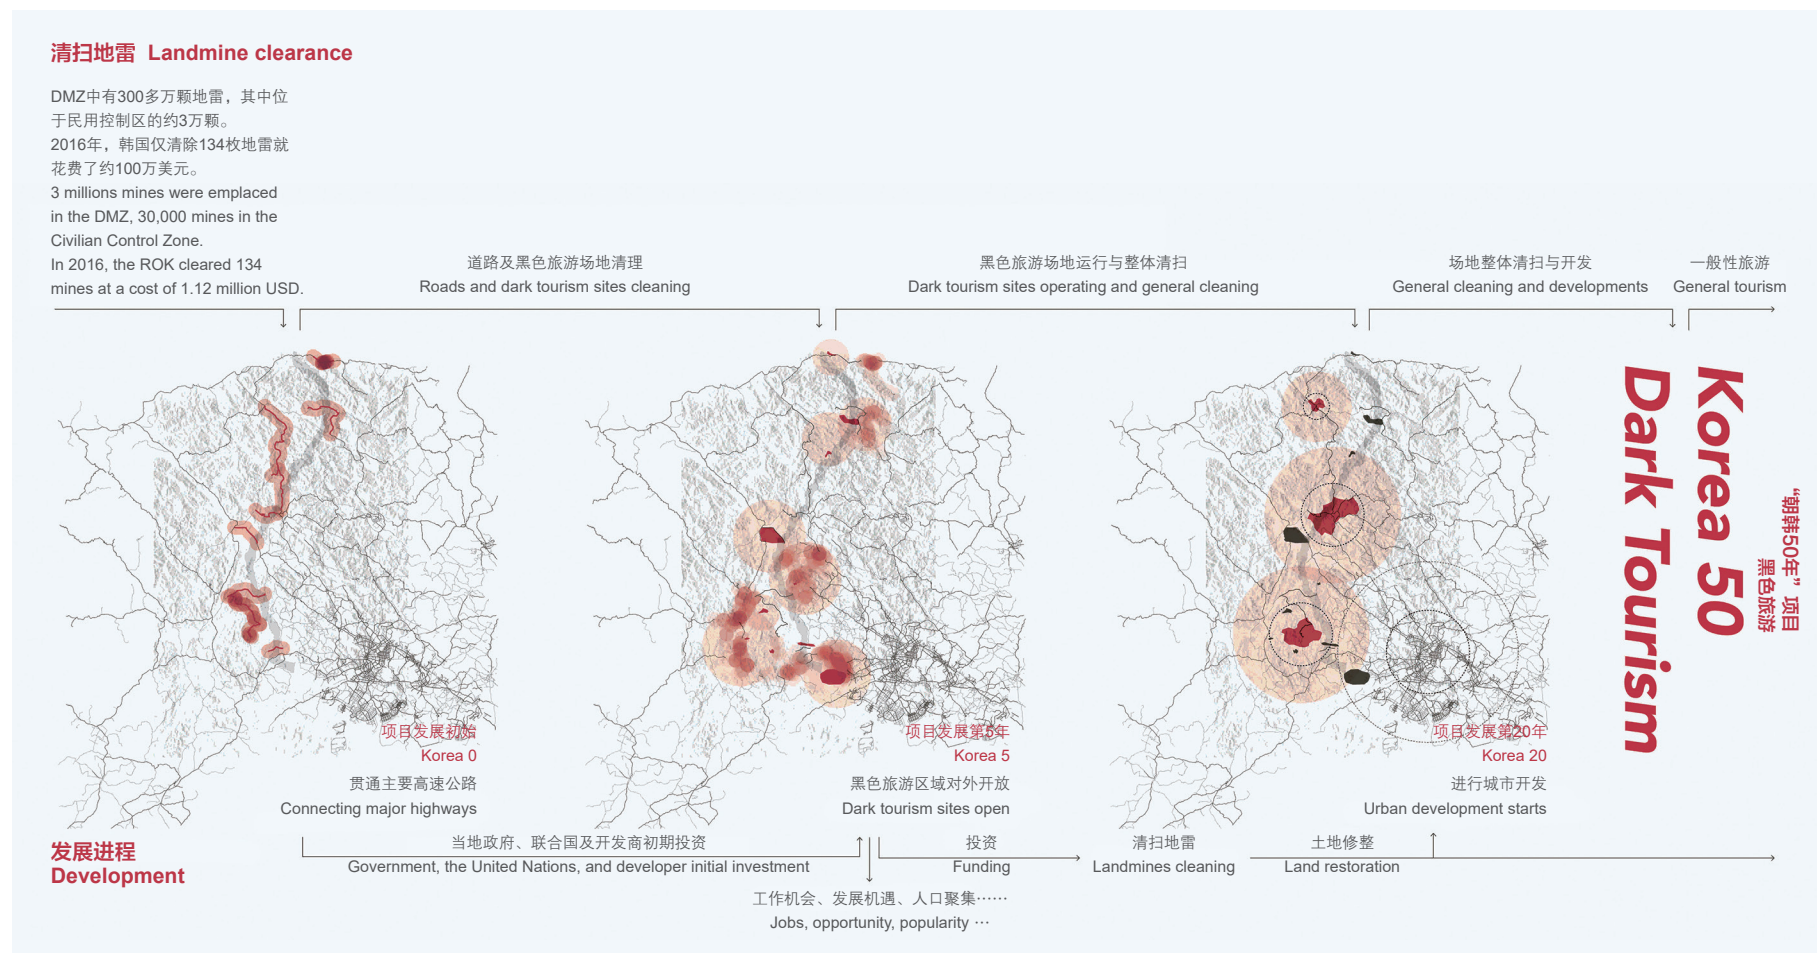 清扫地雷 Landmine clearance
DMZ中有300多万颗地雷，其中位
于民用控制区的约3万颗。
2016年，韩国仅清除134枚地雷就
花费了约100万美元。
3 millions mines were emplaced
in the DMZ, 30,000 mines in the
Civilian Control Zone.
In 2016, the ROK cleared 134
mines at a cost of 1.12 million USD.
道路及黑色旅游场地清理
Roads and dark tourism sites cleaning
黑色旅游场地运行与整体清扫
Dark tourism sites operating and general cleaning
场地整体清扫与开发
General cleaning and developments
一般性旅游
General tourism
Korea 50
Dark Tourism
“朝韩50年” 项目
黑色旅游
项目发展初始
Korea 0
贯通主要高速公路
Connecting major highways
项目发展第5年
Korea 5
黑色旅游区域对外开放
Dark tourism sites open
项目发展第20年
Korea 20
进行城市开发
Urban development starts
发展进程
Development
当地政府、联合国及开发商初期投资
Government, the United Nations, and developer initial investment
投资
Funding
清扫地雷
Landmines cleaning
土地修整
Land restoration
工作机会、发展机遇、人口聚集……
Jobs, opportunity, popularity …